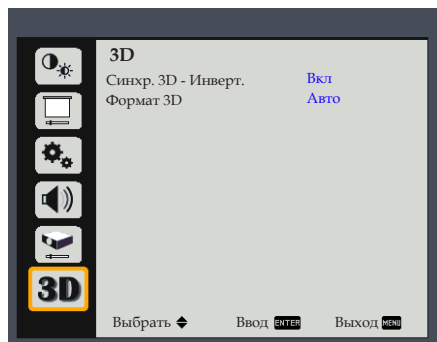 3D
Синхр. 3D - Инверт. Вкл
Формат 3D Авто
3D
Выбрать Ввод ENTER Выход MENU